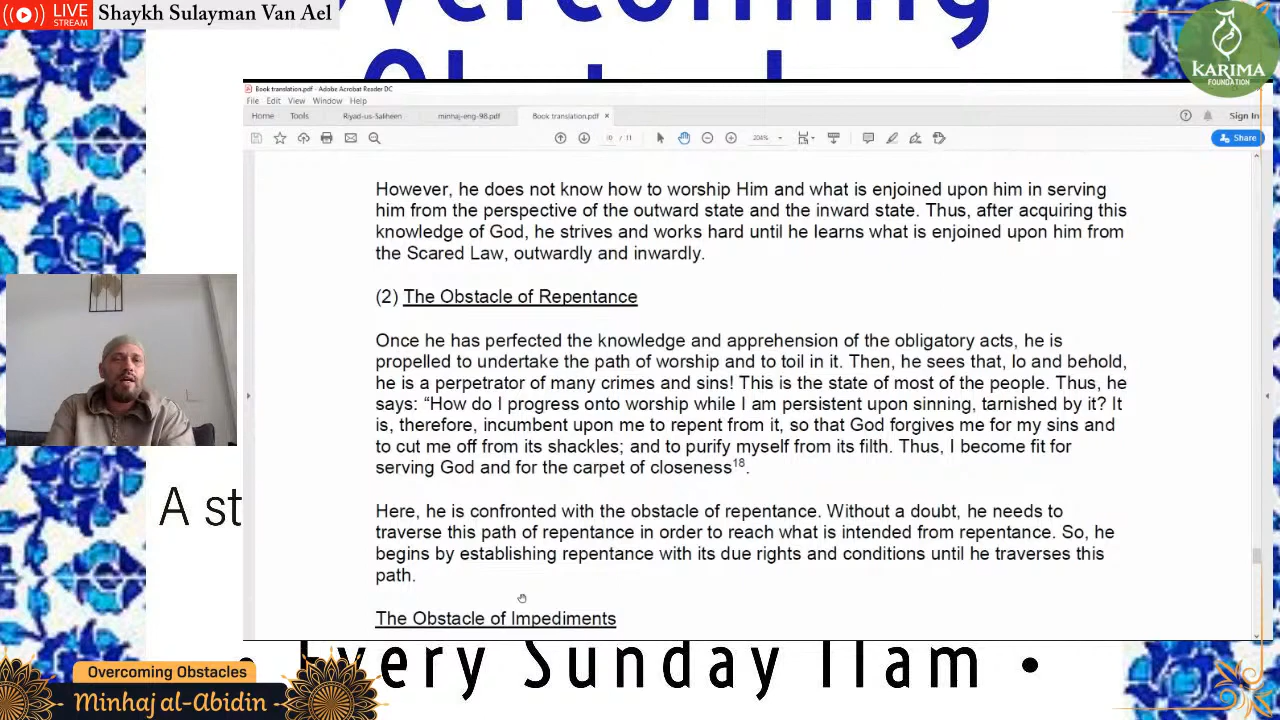 LIVE
STREAM
Shaykh Sulayman Van Ael
Overcoming
KARIMA
FOUNDATION
Book translation.pdf - Adobe Acrobat Reader DC
File Edit View Window Help
Home Tools Riyad-us-Saliheen minhaj-eng-98.pdf Book translation.pdf × Sign In
10 / 11 204% Share
However, he does not know how to worship Him and what is enjoined upon him in serving
him from the perspective of the outward state and the inward state. Thus, after acquiring this
knowledge of God, he strives and works hard until he learns what is enjoined upon him from
the Scared Law, outwardly and inwardly.
(2) The Obstacle of Repentance
Once he has perfected the knowledge and apprehension of the obligatory acts, he is
propelled to undertake the path of worship and to toil in it. Then, he sees that, lo and behold,
he is a perpetrator of many crimes and sins! This is the state of most of the people. Thus, he
says: “How do I progress onto worship while I am persistent upon sinning, tarnished by it? It
is, therefore, incumbent upon me to repent from it, so that God forgives me for my sins and
to cut me off from its shackles; and to purify myself from its filth. Thus, I become fit for
serving God and for the carpet of closeness18.
Here, he is confronted with the obstacle of repentance. Without a doubt, he needs to
traverse this path of repentance in order to reach what is intended from repentance. So, he
begins by establishing repentance with its due rights and conditions until he traverses this
path.
The Obstacle of Impediments
A st
• Every Sunday 11am •
Overcoming Obstacles
Minhaj al-Abidin